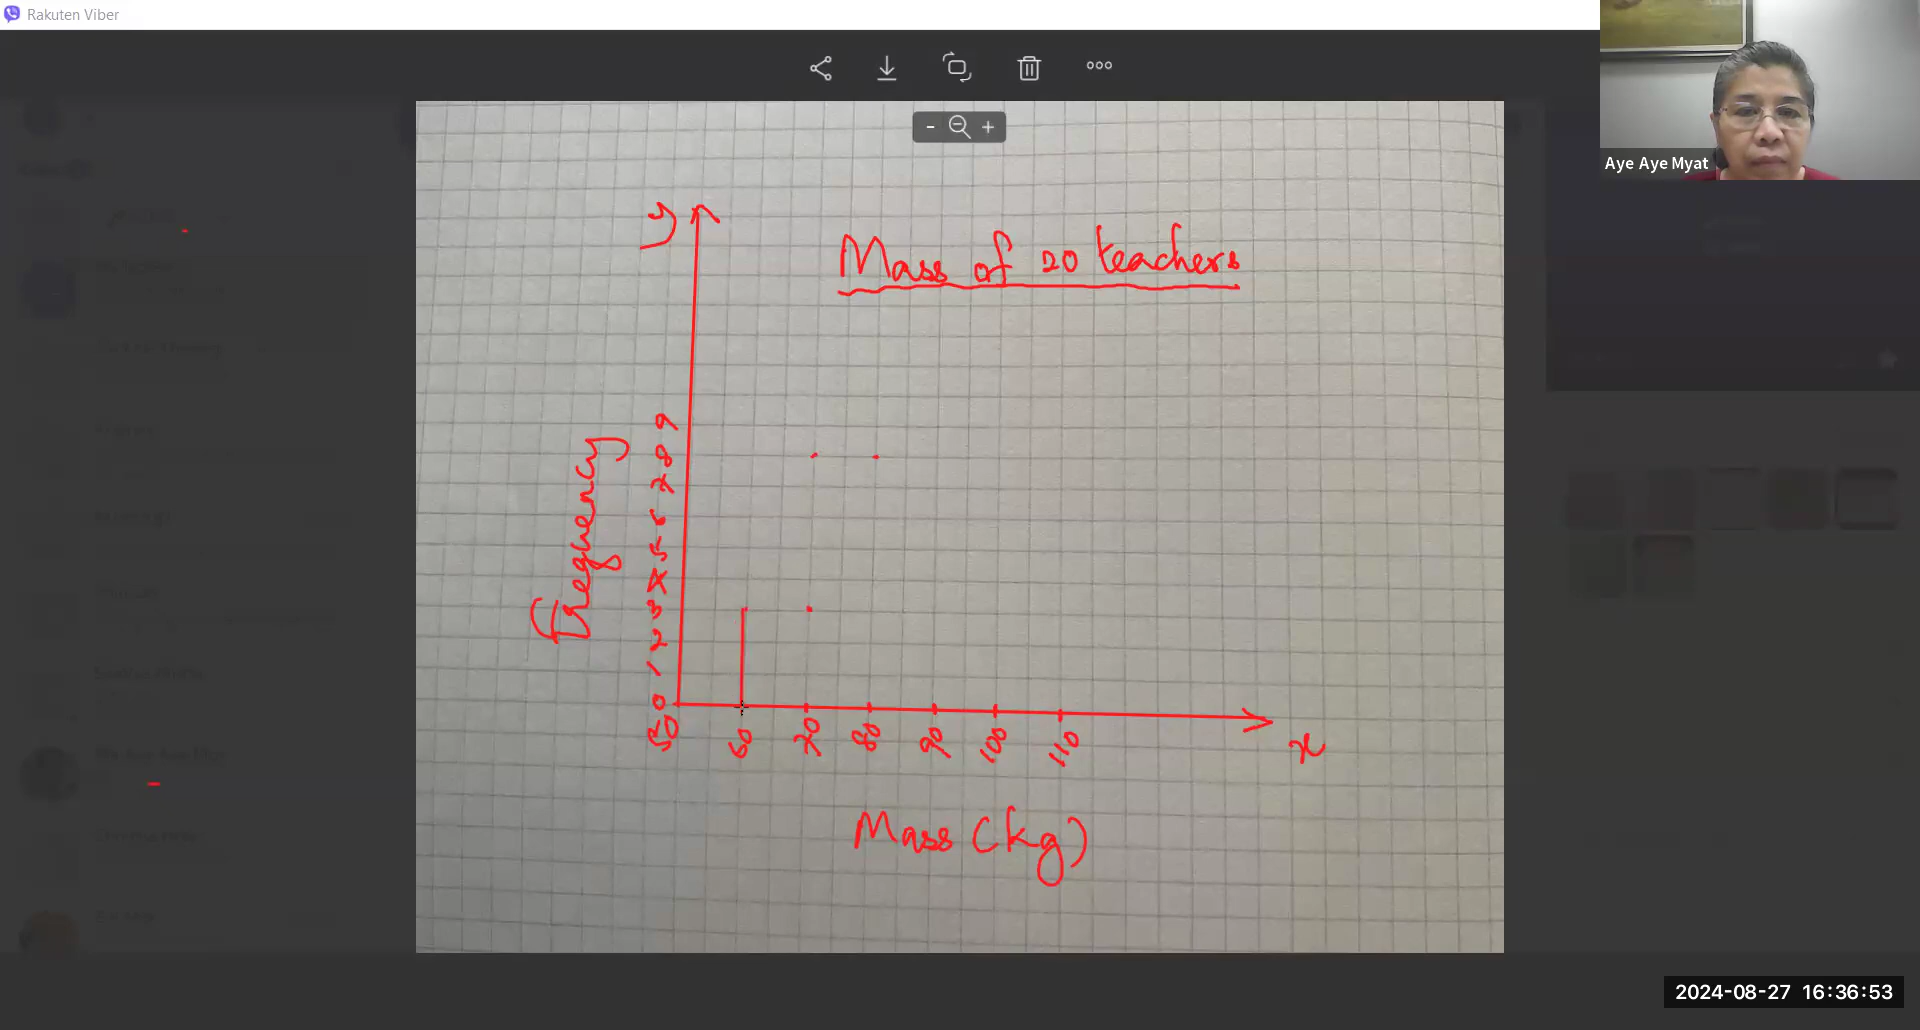 Rakuten Viber
Aye Aye Myat
y
Mass of 20 teachers
Frequency
9
8
7
6
5
4
3
2
1
0
50 60 70 80 90 100 110
x
Mass (kg)
2024-08-27 16:36:53